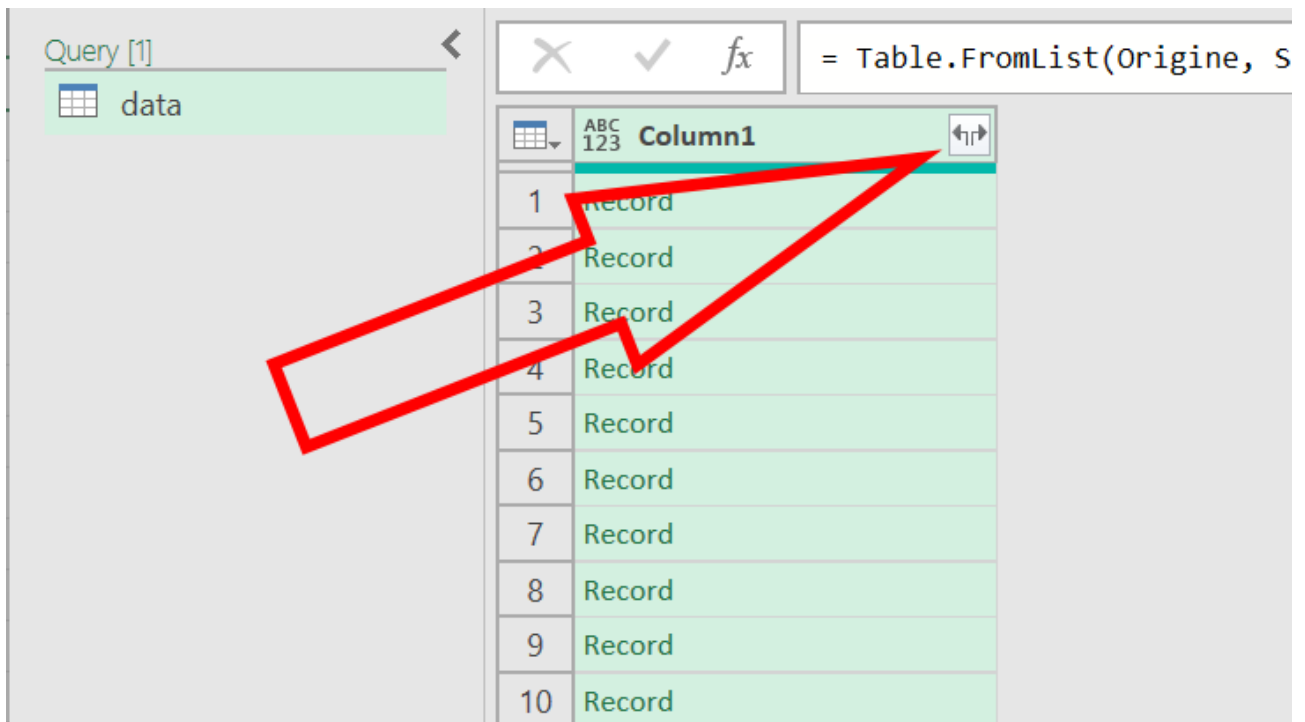 Query [1]
data
fx
= Table.FromList(Origine, S
ABC
123
Column1
1 Record
2 Record
3 Record
4 Record
5 Record
6 Record
7 Record
8 Record
9 Record
10 Record